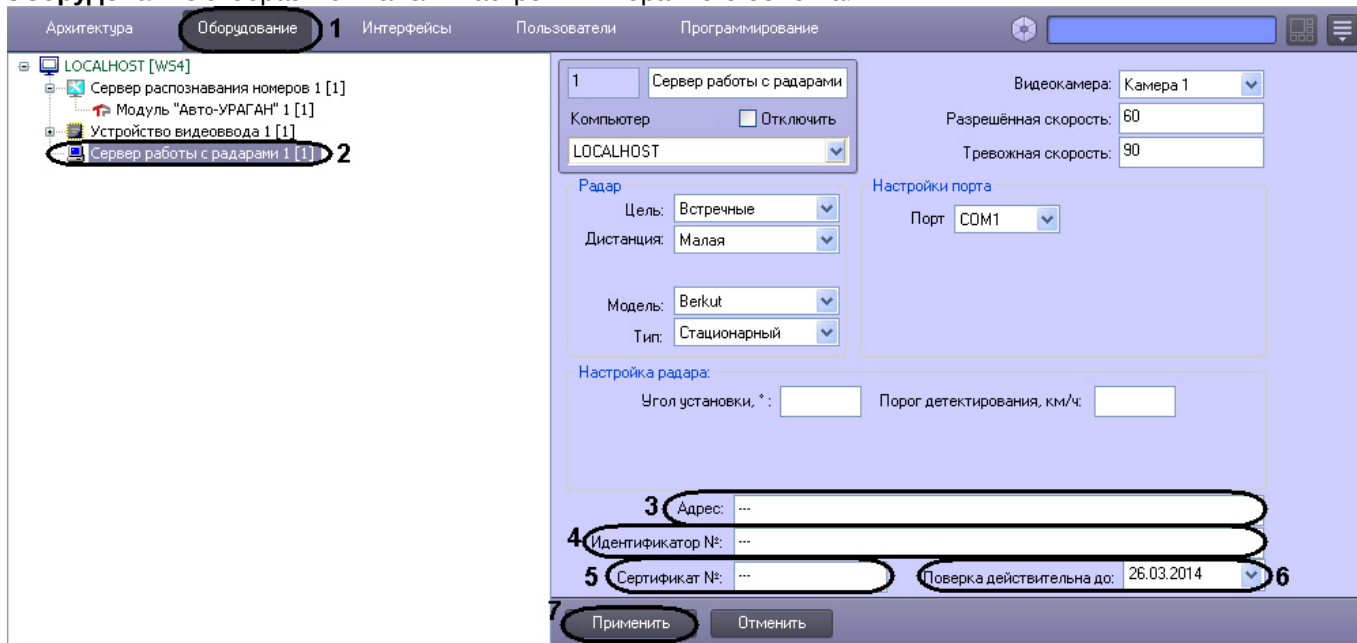 Архитектура Оборудование 1 Интерфейсы Пользователи Программирование
LOCALHOST [WS4]
Сервер распознавания номеров 1 [1]
Модуль "Авто-УРАГАН" 1 [1]
Устройство видеоввода 1 [1]
Сервер работы с радарами 1 [1] 2
1 Сервер работы с радарами
Компьютер Отключить
LOCALHOST
Видеокамера: Камера 1
Разрешённая скорость: 60
Тревожная скорость: 90
Радар
Цель: Встречные
Дистанция: Малая
Модель: Berkut
Тип: Стационарный
Настройки порта
Порт COM1
Настройка радара:
Угол установки, ° : Порог детектирования, км/ч:
3 Адрес: ---
4 Идентификатор №: ---
5 Сертификат №: --- Поверка действительна до: 26.03.2014 6
7 Применить Отменить